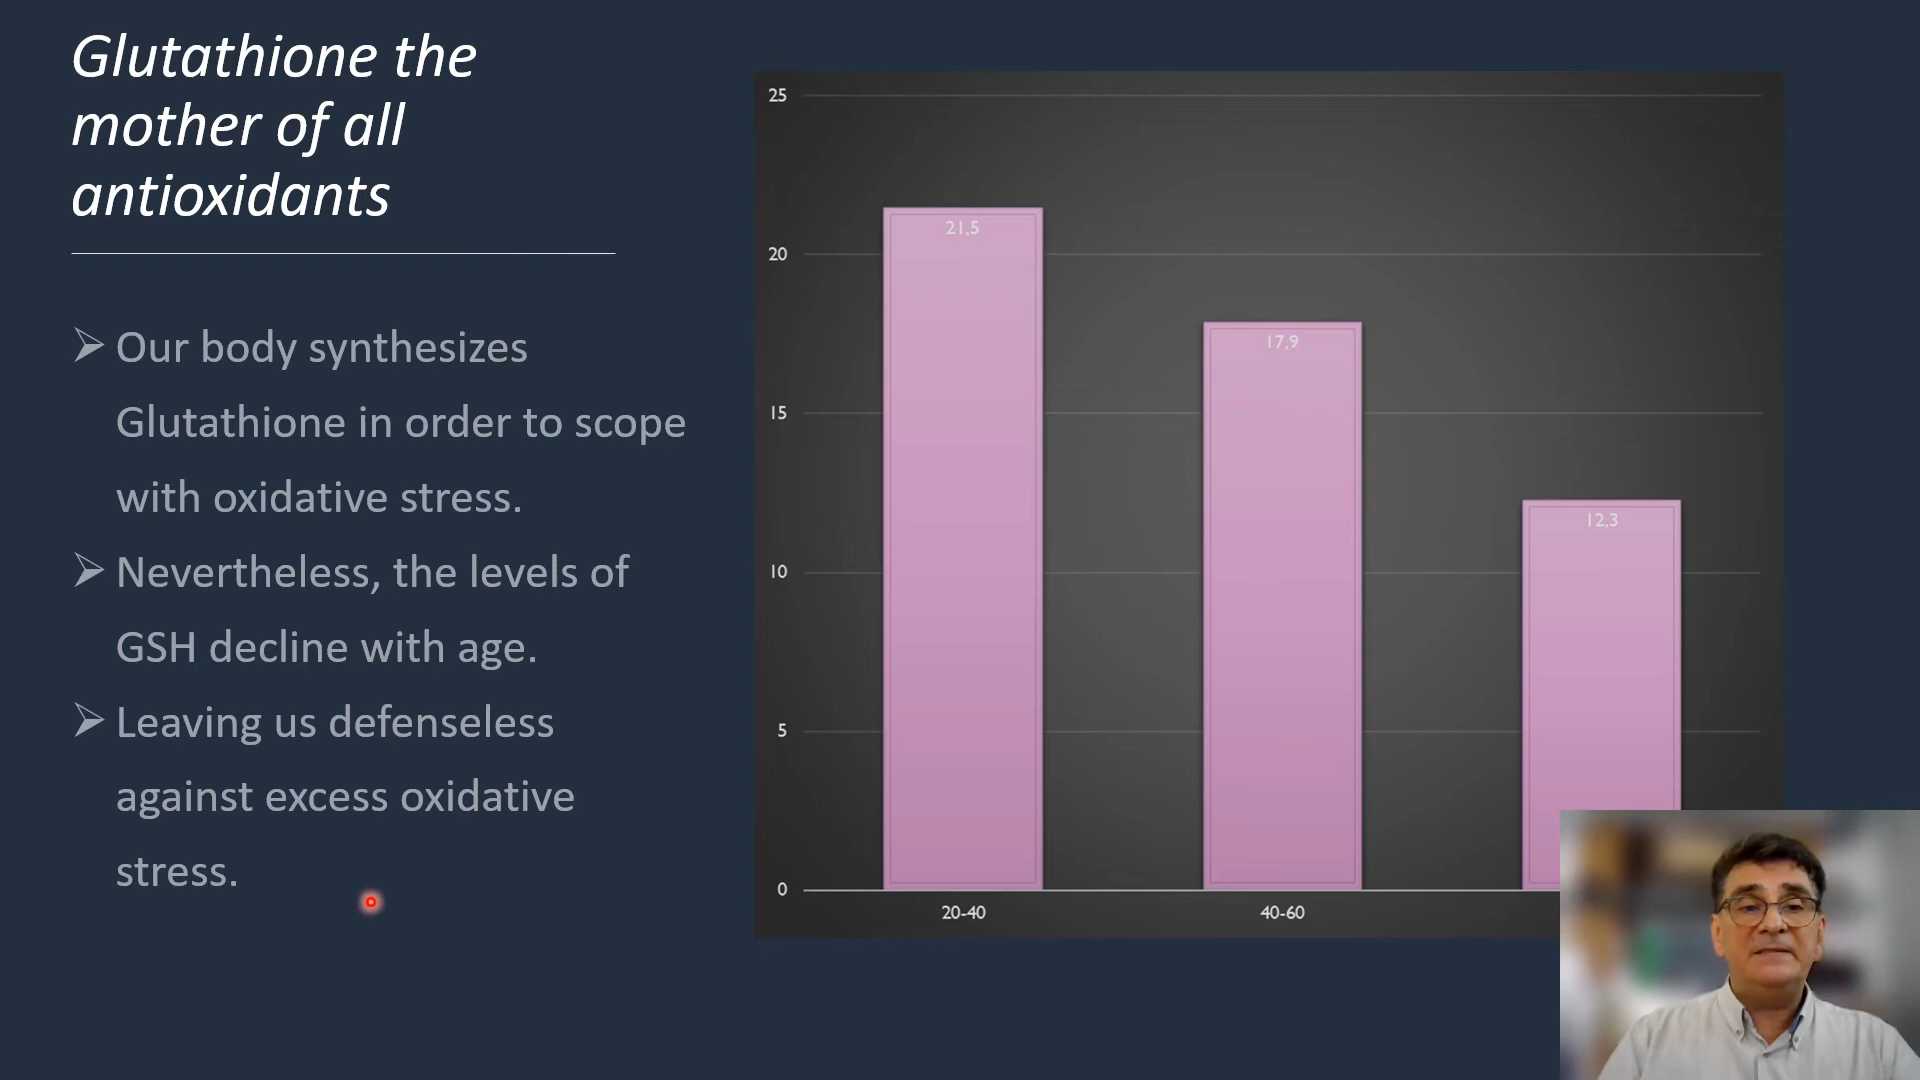 Glutathione the
mother of all
antioxidants
Our body synthesizes
Glutathione in order to scope
with oxidative stress.
Nevertheless, the levels of
GSH decline with age.
Leaving us defenseless
against excess oxidative
stress.
25
20
15
10
5
0
21,5
17,9
12,3
20-40
40-60